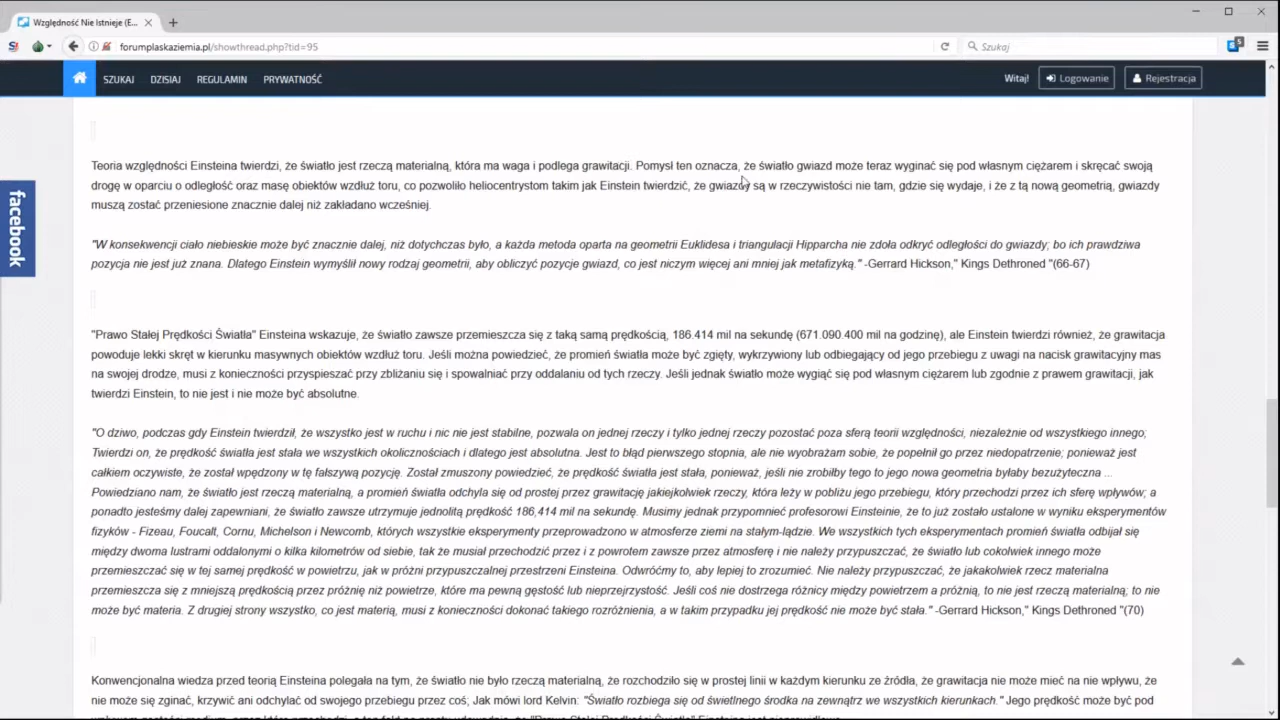 Względność Nie Istnieje (E...
forumplaskaziemia.pl/showthread.php?tid=95
Szukaj
5
SZUKAJ DZISIAJ REGULAMIN PRYWATNOŚĆ
Witaj! Logowanie Rejestracja
facebook
Teoria względności Einsteina twierdzi, że światło jest rzeczą materialną, która ma waga i podlega grawitacji. Pomysł ten oznacza, że światło gwiazd może teraz wyginać się pod własnym ciężarem i skręcać swoją
drogę w oparciu o odległość oraz masę obiektów wzdłuż toru, co pozwoliło heliocentrystom takim jak Einstein twierdzić, że gwiazdy są w rzeczywistości nie tam, gdzie się wydaje, i że z tą nową geometrią, gwiazdy
muszą zostać przeniesione znacznie dalej niż zakładano wcześniej.
"W konsekwencji ciało niebieskie może być znacznie dalej, niż dotychczas było, a każda metoda oparta na geometrii Euklidesa i triangulacji Hipparcha nie zdoła odkryć odległości do gwiazdy; bo ich prawdziwa
pozycja nie jest już znana. Dlatego Einstein wymyślił nowy rodzaj geometrii, aby obliczyć pozycje gwiazd, co jest niczym więcej ani mniej jak metafizyką." -Gerrard Hickson," Kings Dethroned "(66-67)
"Prawo Stałej Prędkości Światła" Einsteina wskazuje, że światło zawsze przemieszcza się z taką samą prędkością, 186.414 mil na sekundę (671.090.400 mil na godzinę), ale Einstein twierdzi również, że grawitacja
powoduje lekki skręt w kierunku masywnych obiektów wzdłuż toru. Jeśli można powiedzieć, że promień światła może być zgięty, wykrzywiony lub odbiegający od jego przebiegu z uwagi na nacisk grawitacyjny mas
na swojej drodze, musi z konieczności przyspieszać przy zbliżaniu się i spowalniać przy oddalaniu od tych rzeczy. Jeśli jednak światło może wygiąć się pod własnym ciężarem lub zgodnie z prawem grawitacji, jak
twierdzi Einstein, to nie jest i nie może być absolutne.
"O dziwo, podczas gdy Einstein twierdził, że wszystko jest w ruchu i nic nie jest stabilne, pozwala on jednej rzeczy i tylko jednej rzeczy pozostać poza sferą teorii względności, niezależnie od wszystkiego innego;
Twierdzi on, że prędkość światła jest stała we wszystkich okolicznościach i dlatego jest absolutna. Jest to błąd pierwszego stopnia, ale nie wyobrażam sobie, że popełnił go przez niedopatrzenie; ponieważ jest
całkiem oczywiste, że został wpędzony w tę fałszywą pozycję. Został zmuszony powiedzieć, że prędkość światła jest stała, ponieważ, jeśli nie zrobiłby tego to jego nowa geometria byłaby bezużyteczna ...
Powiedziano nam, że światło jest rzeczą materialną, a promień światła odchyla się od prostej przez grawitację jakiejkolwiek rzeczy, która leży w pobliżu jego przebiegu, który przechodzi przez ich sferę wpływów; a
ponadto jesteśmy dalej zapewniani, że światło zawsze utrzymuje jednolitą prędkość 186,414 mil na sekundę. Musimy jednak przypomnieć profesorowi Einsteinie, że to już zostało ustalone w wyniku eksperymentów
fizyków - Fizeau, Foucalt, Cornu, Michelson i Newcomb, których wszystkie eksperymenty przeprowadzono w atmosferze ziemi na stałym-lądzie. We wszystkich tych eksperymentach promień światła odbijał się
między dwoma lustrami oddalonymi o kilka kilometrów od siebie, tak że musiał przechodzić przez i z powrotem zawsze przez atmosferę i nie należy przypuszczać, że światło lub cokolwiek innego może
przemieszczać się w tej samej prędkości w powietrzu, jak w próżni przypuszczalnej przestrzeni Einsteina. Odwróćmy to, aby lepiej to zrozumieć. Nie należy przypuszczać, że jakakolwiek rzecz materialna
przemieszcza się z mniejszą prędkością przez próżnię niż powietrze, które ma pewną gęstość lub nieprzejrzystość. Jeśli coś nie dostrzega różnicy między powietrzem a próżnią, to nie jest rzeczą materialną; to nie
może być materia. Z drugiej strony wszystko, co jest materią, musi z konieczności dokonać takiego rozróżnienia, a w takim przypadku jej prędkość nie może być stała." -Gerrard Hickson," Kings Dethroned "(70)
Konwencjonalna wiedza przed teorią Einsteina polegała na tym, że światło nie było rzeczą materialną, że rozchodziło się w prostej linii w każdym kierunku ze źródła, że grawitacja nie może mieć na nie wpływu, że
nie może się zginać, krzywić ani odchylać od swojego przebiegu przez coś; Jak mówi lord Kelvin: "Światło rozbiega się od świetlnego środka na zewnątrz we wszystkich kierunkach." Jego prędkość może być pod